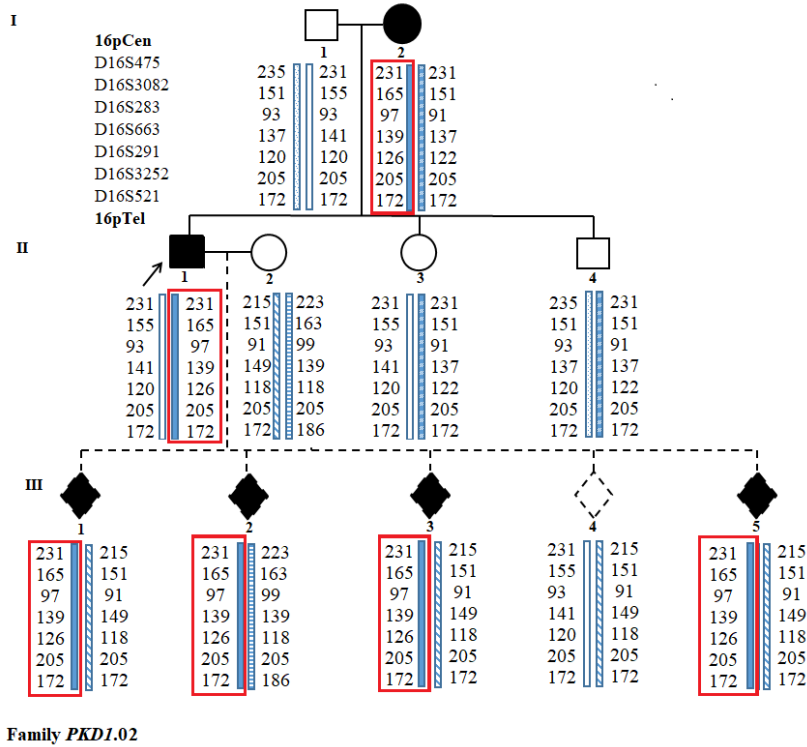 I
16pCen
D16S475
D16S3082
D16S283
D16S663
D16S291
D16S3252
D16S521
16pTel
1 2
235 231 231 231
151 155 165 151
93 93 97 91
137 141 139 137
120 120 126 122
205 205 205 205
172 172 172 172
II
1 2 3 4
231 231 215 223 231 231 235 231
155 165 151 163 155 151 151 151
93 97 91 99 93 91 93 91
141 139 149 139 141 137 137 137
120 126 118 118 120 122 120 122
205 205 205 205 205 205 205 205
172 172 172 186 172 172 172 172
III
1 2 3 4 5
231 215 231 223 231 215 231 215 231 215
165 151 165 163 165 151 155 151 165 151
97 91 97 99 97 91 93 91 97 91
139 149 139 139 139 149 141 149 139 149
126 118 126 118 126 118 120 118 126 118
205 205 205 205 205 205 205 205 205 205
172 172 172 186 172 172 172 172 172 172
Family PKD1.02